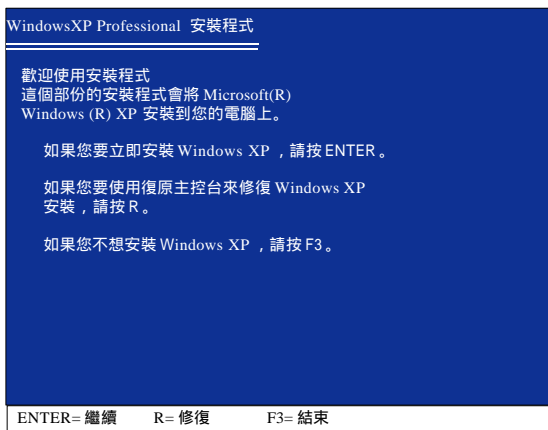 WindowsXP Professional 安裝程式
歡迎使用安裝程式
這個部份的安裝程式會將 Microsoft(R)
Windows (R) XP 安裝到您的電腦上。
如果您要立即安裝 Windows XP ，請按 ENTER。
如果您要使用復原主控台來修復 Windows XP
安裝，請按 R。
如果您不想安裝 Windows XP ，請按 F3。
ENTER= 繼續 R= 修復 F3= 結束